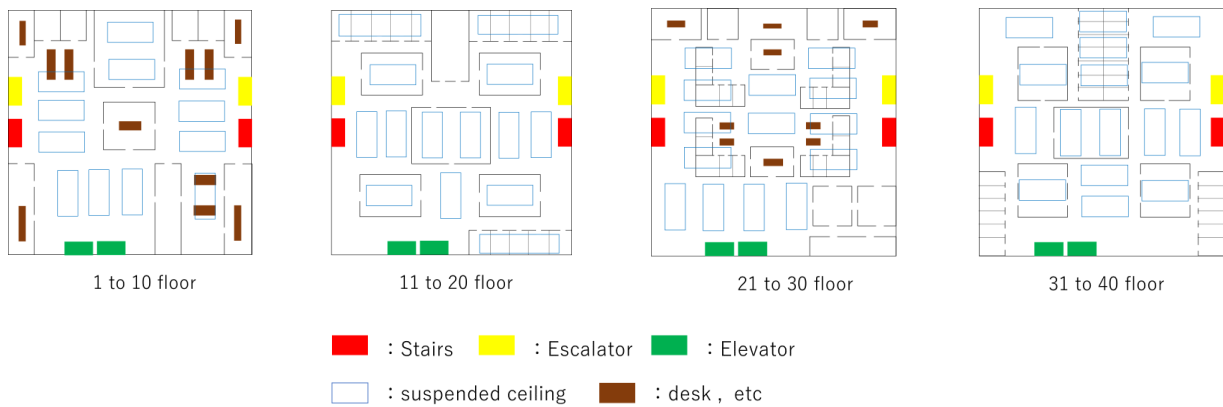 1 to 10 floor
11 to 20 floor
21 to 30 floor
31 to 40 floor
：Stairs
：Escalator
：Elevator
：suspended ceiling
：desk , etc